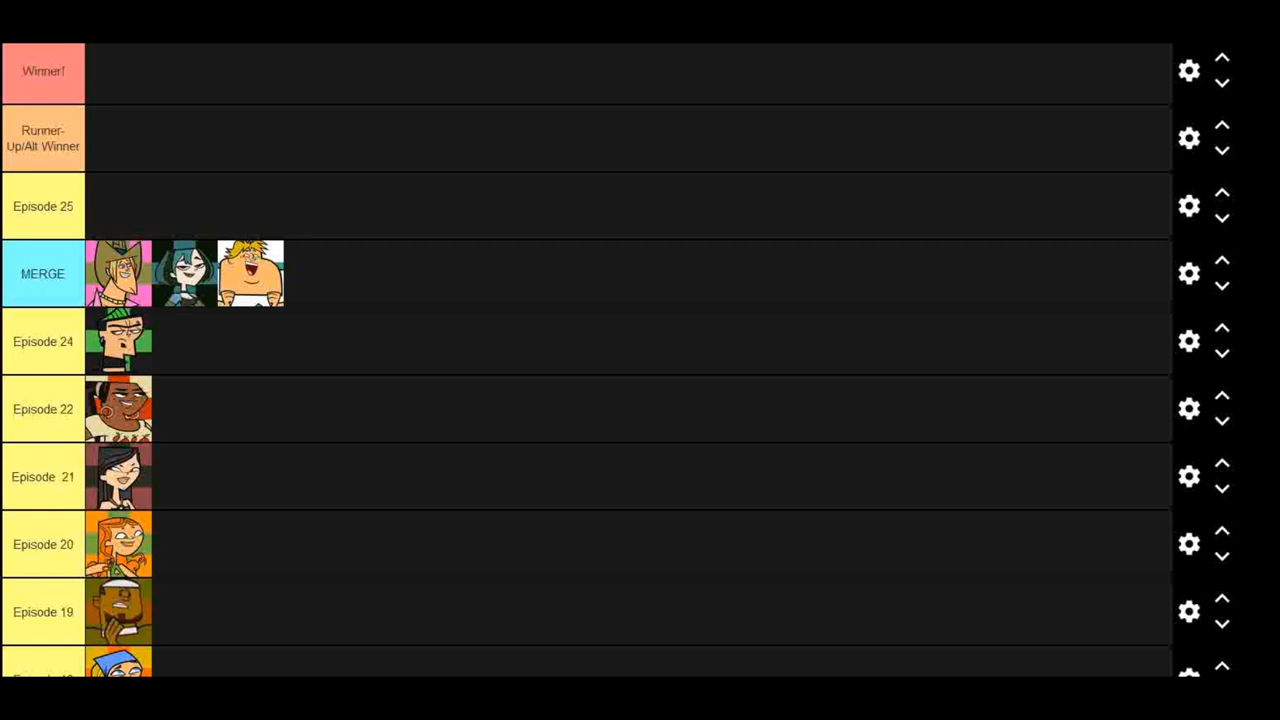 Winner!
Runner-
Up/Alt Winner
Episode 25
MERGE
Episode 24
Episode 22
Episode 21
Episode 20
Episode 19